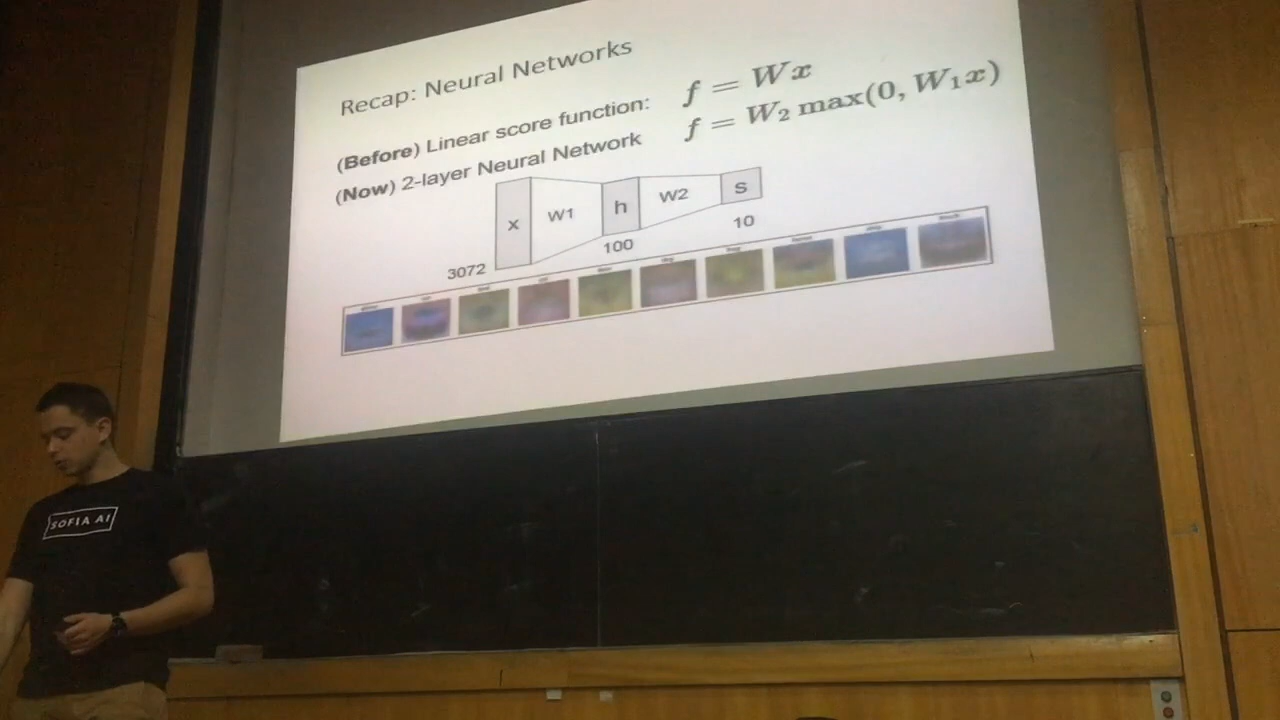 Recap: Neural Networks
(Before) Linear score function: f = Wx
(Now) 2-layer Neural Network f = W₂ max(0, W₁x)
x W1 h W2 s
3072 100 10
SOFIA AI